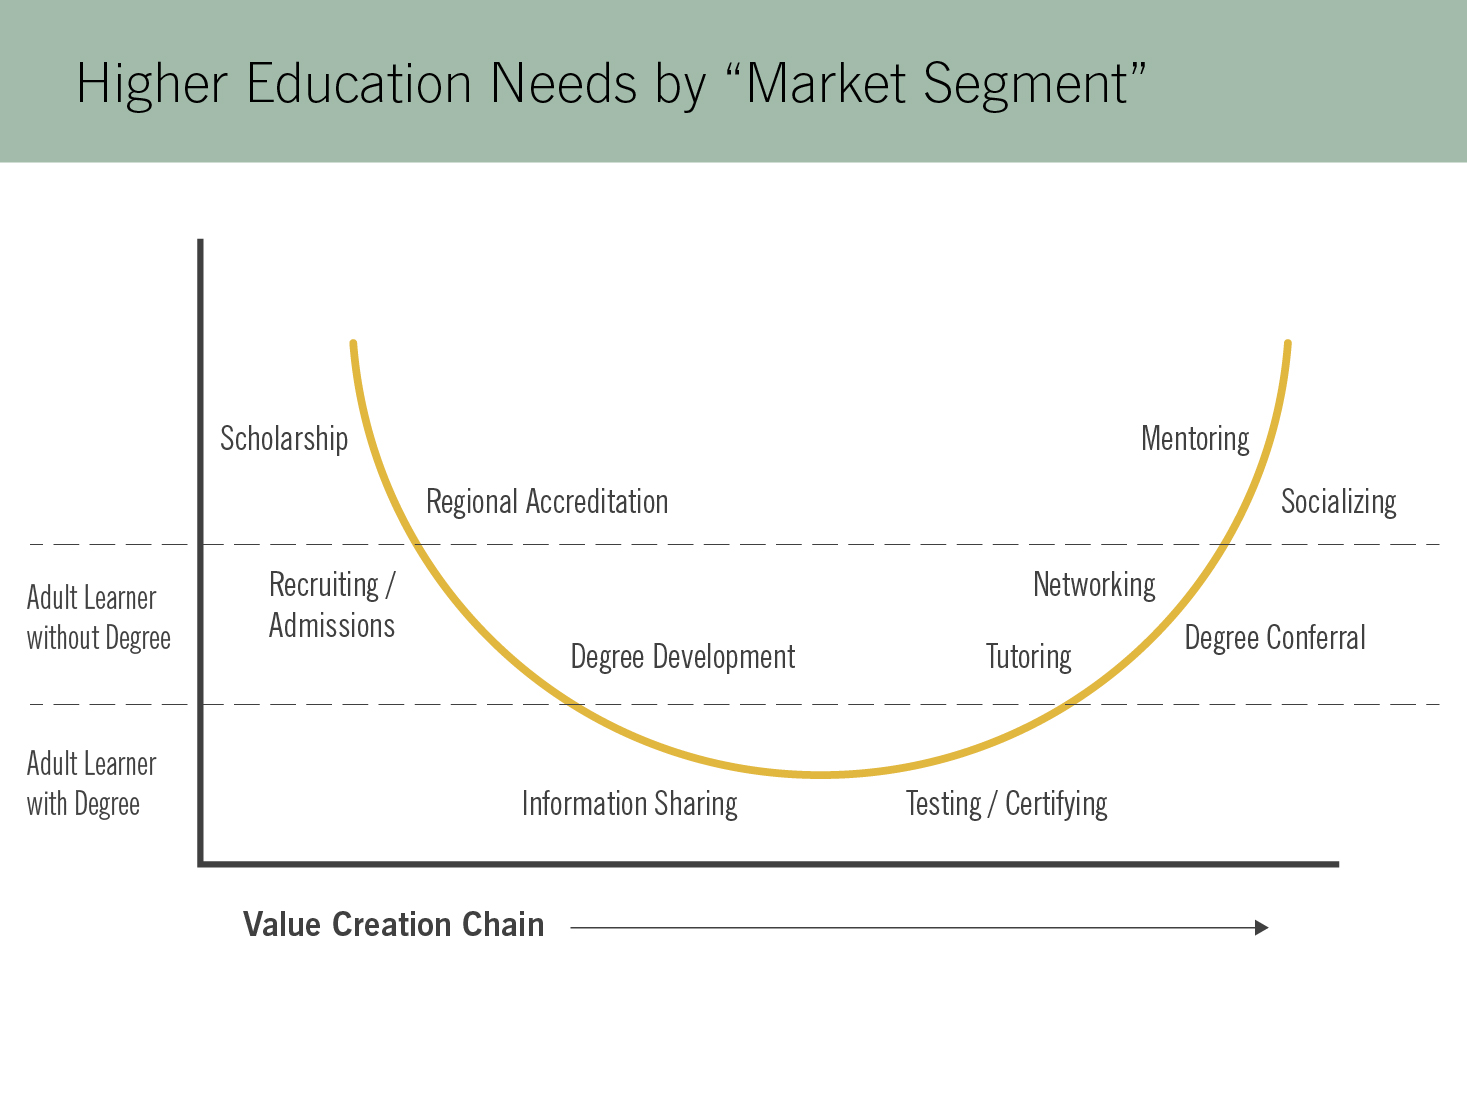 Higher Education Needs by “Market Segment”
Scholarship
Mentoring
Regional Accreditation
Socializing
Adult Learner
without Degree
Recruiting /
Admissions
Networking
Degree Development
Tutoring
Degree Conferral
Adult Learner
with Degree
Information Sharing
Testing / Certifying
Value Creation Chain